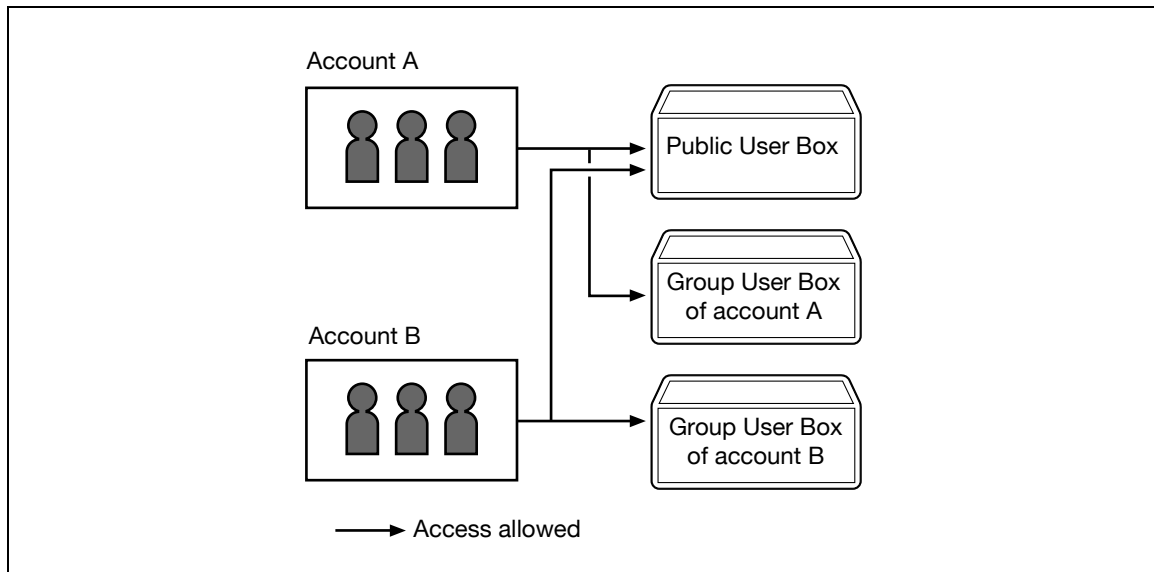 Account A
Public User Box
Group User Box
of account A
Account B
Group User Box
of account B
Access allowed